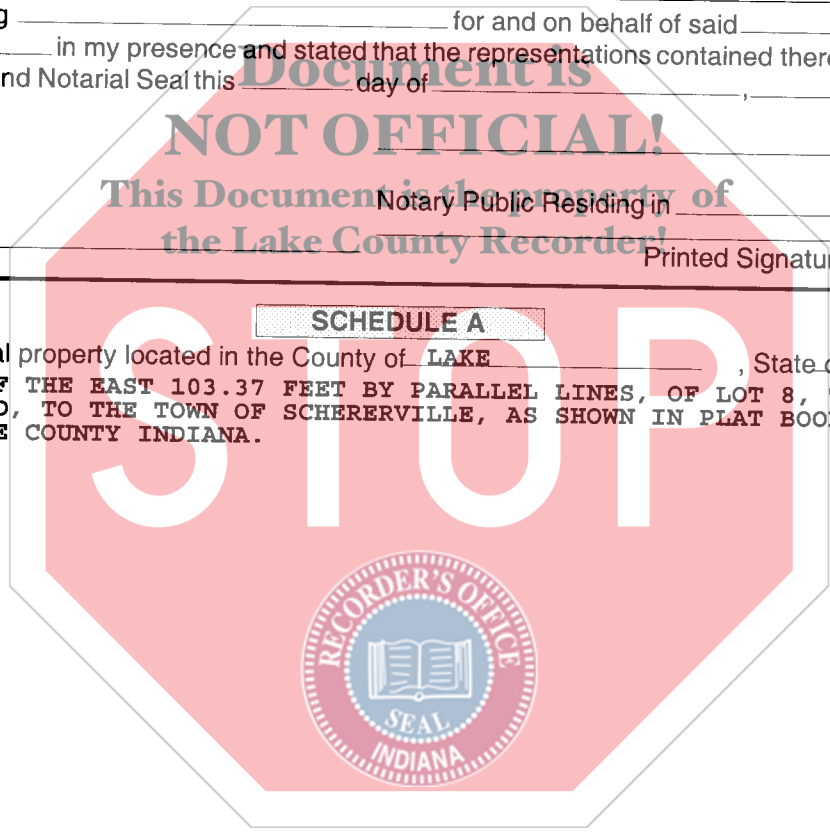 g for and on behalf of said
in my presence and stated that the representations contained there
nd Notarial Seal this day of ,
Document is
NOT OFFICIAL!
This Document is the property of
the Lake County Recorder!
Notary Public Residing in
Printed Signatu
SCHEDULE A
al property located in the County of LAKE , State o
F THE EAST 103.37 FEET BY PARALLEL LINES, OF LOT 8,
O, TO THE TOWN OF SCHERERVILLE, AS SHOWN IN PLAT BOO
E COUNTY INDIANA.
STOP
RECORDER'S OFFICE
SEAL
INDIANA